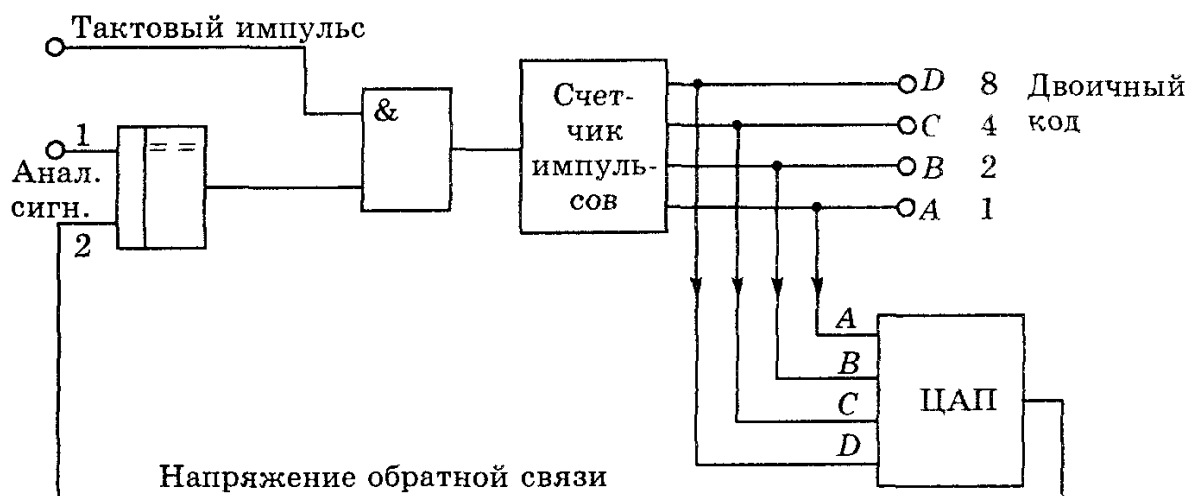 Тактовый импульс
&
1
==
Анал.
сигн.
2
Счет-
чик
импуль-
сов
D 8 Двоичный
код
C 4
B 2
A 1
A
B
C
D
ЦАП
Напряжение обратной связи